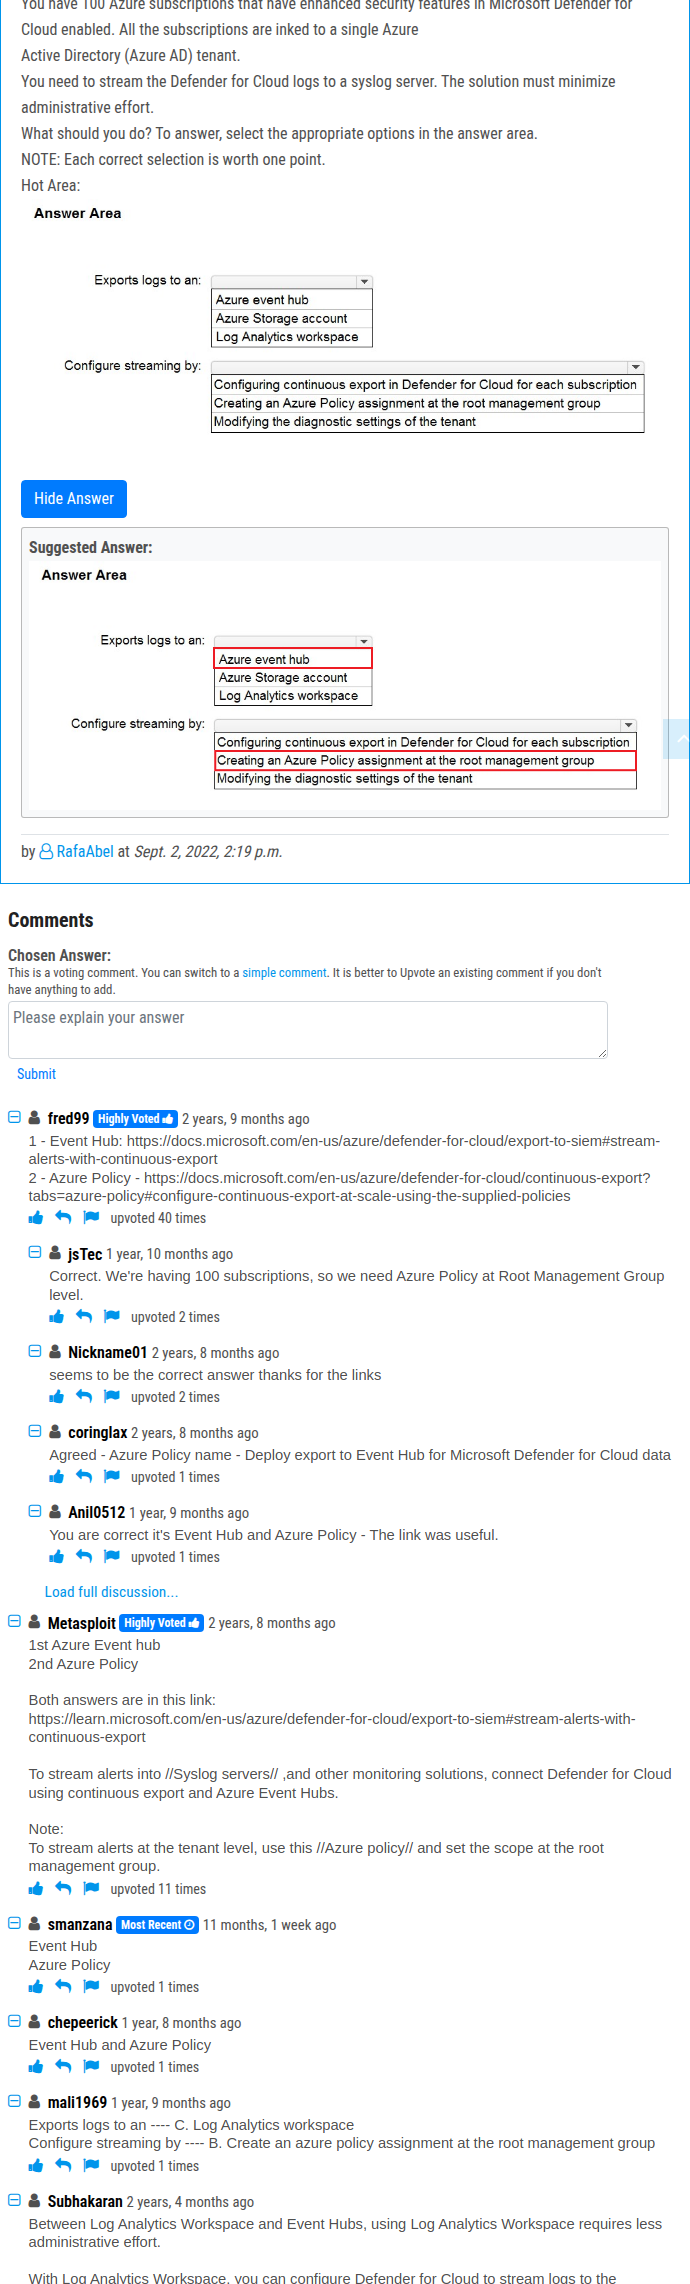 You have 100 Azure subscriptions that have enhanced security features in Microsoft Defender for
Cloud enabled. All the subscriptions are inked to a single Azure
Active Directory (Azure AD) tenant.
You need to stream the Defender for Cloud logs to a syslog server. The solution must minimize
administrative effort.
What should you do? To answer, select the appropriate options in the answer area.
NOTE: Each correct selection is worth one point.
Hot Area:
Answer Area
Exports logs to an:
Azure event hub
Azure Storage account
Log Analytics workspace
Configure streaming by:
Configuring continuous export in Defender for Cloud for each subscription
Creating an Azure Policy assignment at the root management group
Modifying the diagnostic settings of the tenant
Hide Answer
Suggested Answer:
Answer Area
Exports logs to an:
Azure event hub
Azure Storage account
Log Analytics workspace
Configure streaming by:
Configuring continuous export in Defender for Cloud for each subscription
Creating an Azure Policy assignment at the root management group
Modifying the diagnostic settings of the tenant
by RafaAbel at Sept. 2, 2022, 2:19 p.m.
Comments
Chosen Answer:
This is a voting comment. You can switch to a simple comment. It is better to Upvote an existing comment if you don't
have anything to add.
Please explain your answer
Submit
fred99 Highly Voted 2 years, 9 months ago
1 - Event Hub: https://docs.microsoft.com/en-us/azure/defender-for-cloud/export-to-siem#stream-
alerts-with-continuous-export
2 - Azure Policy - https://docs.microsoft.com/en-us/azure/defender-for-cloud/continuous-export?
tabs=azure-policy#configure-continuous-export-at-scale-using-the-supplied-policies
upvoted 40 times
jsTec 1 year, 10 months ago
Correct. We're having 100 subscriptions, so we need Azure Policy at Root Management Group
level.
upvoted 2 times
Nickname01 2 years, 8 months ago
seems to be the correct answer thanks for the links
upvoted 2 times
coringlax 2 years, 8 months ago
Agreed - Azure Policy name - Deploy export to Event Hub for Microsoft Defender for Cloud data
upvoted 1 times
Anil0512 1 year, 9 months ago
You are correct it's Event Hub and Azure Policy - The link was useful.
upvoted 1 times
Load full discussion...
Metasploit Highly Voted 2 years, 8 months ago
1st Azure Event hub
2nd Azure Policy
Both answers are in this link:
https://learn.microsoft.com/en-us/azure/defender-for-cloud/export-to-siem#stream-alerts-with-
continuous-export
To stream alerts into //Syslog servers// ,and other monitoring solutions, connect Defender for Cloud
using continuous export and Azure Event Hubs.
Note:
To stream alerts at the tenant level, use this //Azure policy// and set the scope at the root
management group.
upvoted 11 times
smanzana Most Recent 11 months, 1 week ago
Event Hub
Azure Policy
upvoted 1 times
chepeerick 1 year, 8 months ago
Event Hub and Azure Policy
upvoted 1 times
mali1969 1 year, 9 months ago
Exports logs to an ---- C. Log Analytics workspace
Configure streaming by ---- B. Create an azure policy assignment at the root management group
upvoted 1 times
Subhakaran 2 years, 4 months ago
Between Log Analytics Workspace and Event Hubs, using Log Analytics Workspace requires less
administrative effort.
With Log Analytics Workspace, you can configure Defender for Cloud to stream logs to the